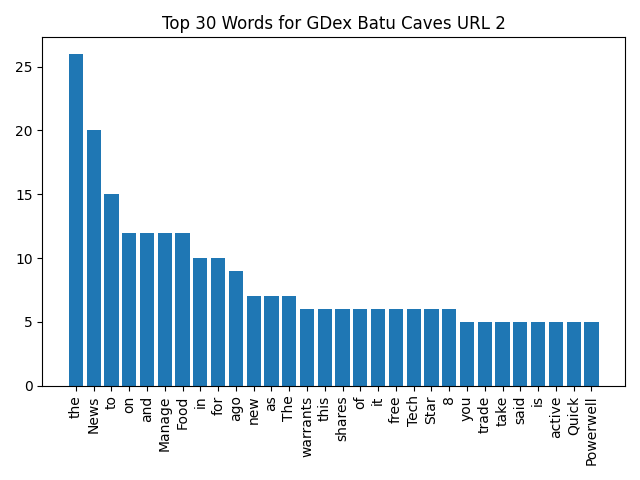 Top 30 Words for GDex Batu Caves URL 2
25
20
15
10
5
0
the
News
to
on
and
Manage
Food
in
for
ago
new
as
The
warrants
this
shares
of
it
free
Tech
Star
8
you
trade
take
said
is
active
Quick
Powerwell